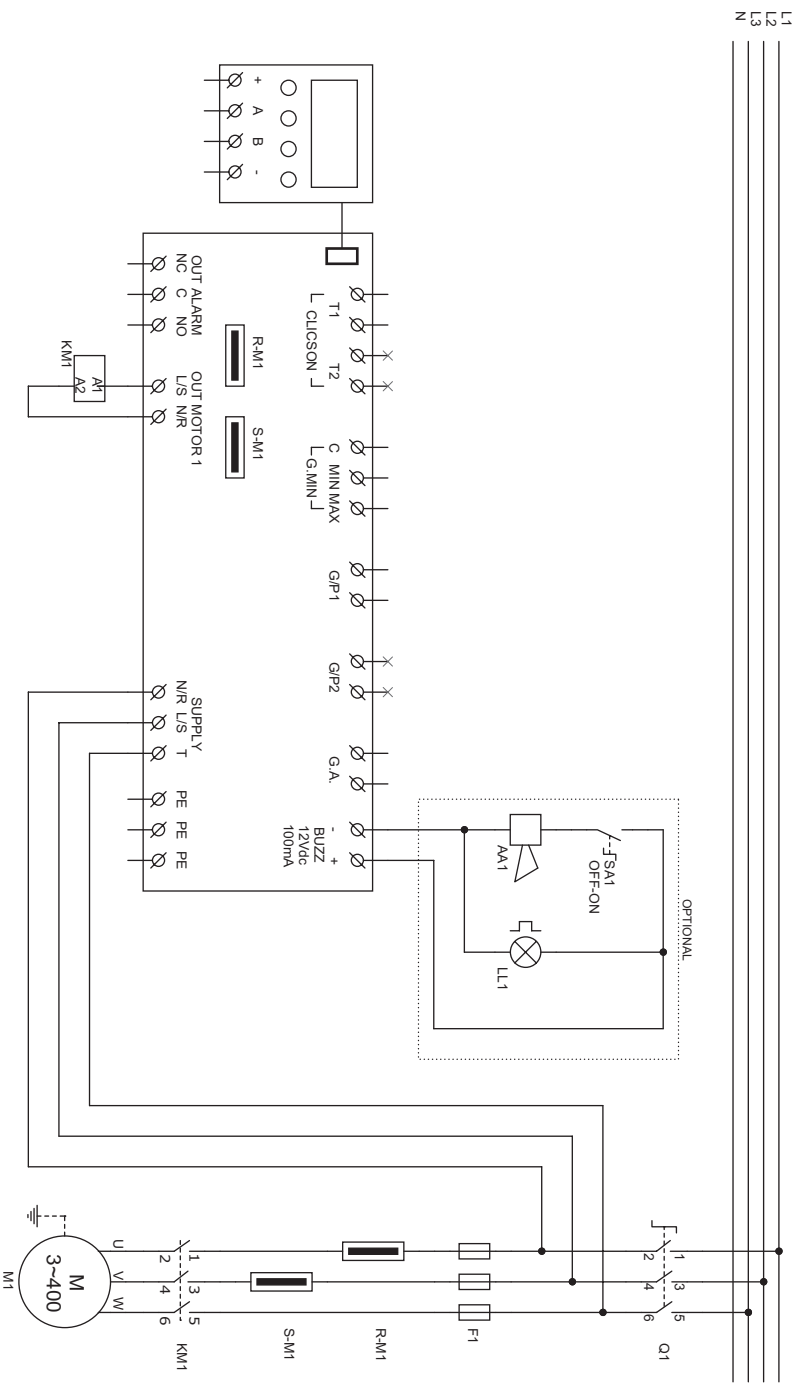 L1
L2
L3
N
+ A B -
T1 T2
CLICSON
C MIN MAX
G.MIN
G/P1
G/P2
G.A.
- +
BUZZ
12Vdc
100mA
R-M1
S-M1
OUT ALARM
NC C NO
OUT MOTOR 1
L/S N/R
SUPPLY
N/R L/S T
PE PE PE
KM1
A1
A2
OPTIONAL
SA1
OFF-ON
AA1
LL1
1 3 5
2 4 6
Q1
F1
R-M1
S-M1
1 3 5
2 4 6
KM1
U V W
M
3~400
M1